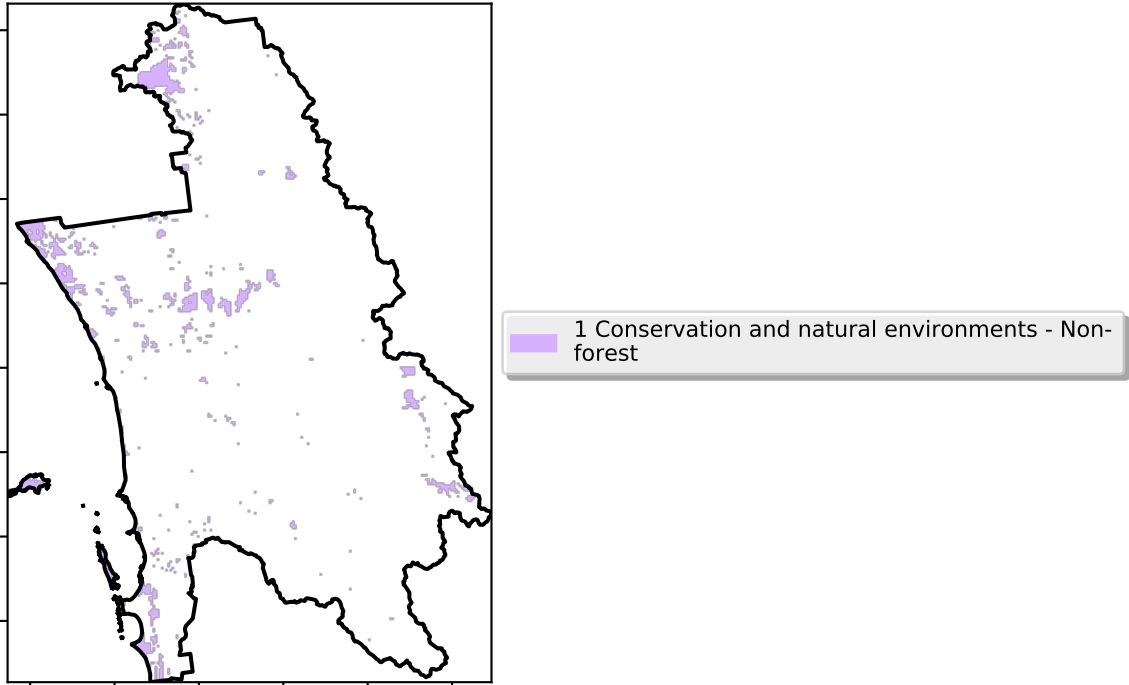 1 Conservation and natural environments - Non-
forest